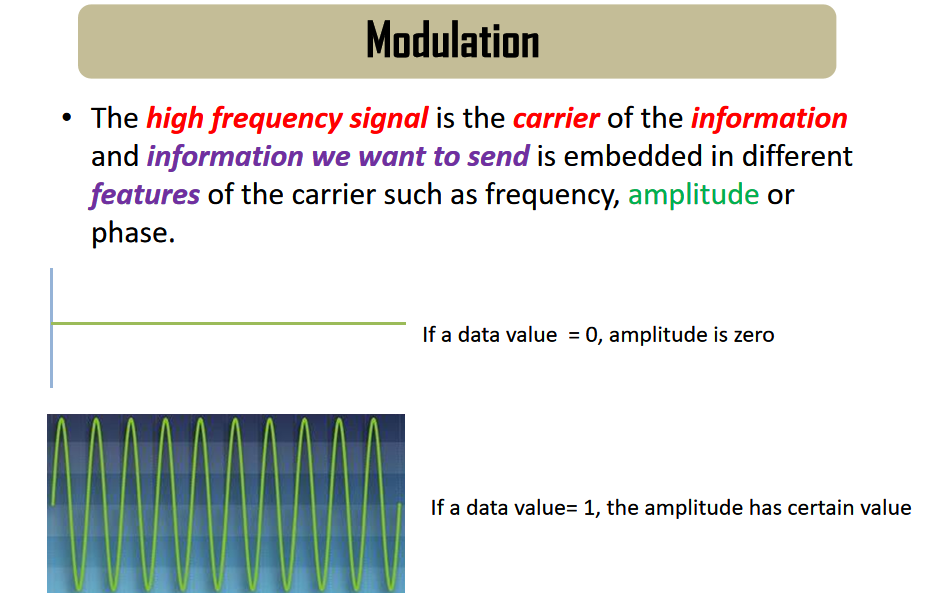 Modulation
• The high frequency signal is the carrier of the information
and information we want to send is embedded in different
features of the carrier such as frequency, amplitude or
phase.
If a data value = 0, amplitude is zero
If a data value= 1, the amplitude has certain value